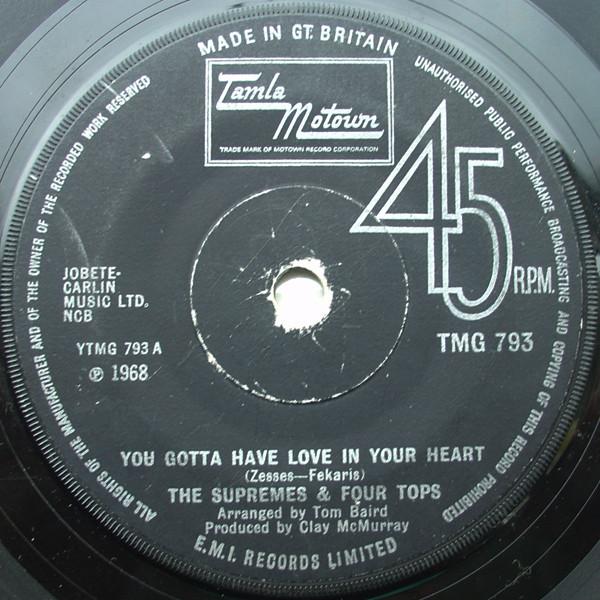 MADE IN GT. BRITAIN
UNAUTHORISED PUBLIC PERFORMANCE BROADCASTING AND COPYING OF THIS RECORD PROHIBITED
ALL RIGHTS OF THE MANUFACTURER AND OF THE OWNER OF THE RECORDED WORK RESERVED
Tamla
Motown
TRADE MARK OF MOTOWN RECORD CORPORATION
45
R.P.M.
JOBETE-
CARLIN
MUSIC LTD.
NCB
YTMG 793 A
℗ 1968
TMG 793
YOU GOTTA HAVE LOVE IN YOUR HEART
(Zesses—Fekaris)
THE SUPREMES & FOUR TOPS
Arranged by Tom Baird
Produced by Clay McMurray
E.M.I. RECORDS LIMITED